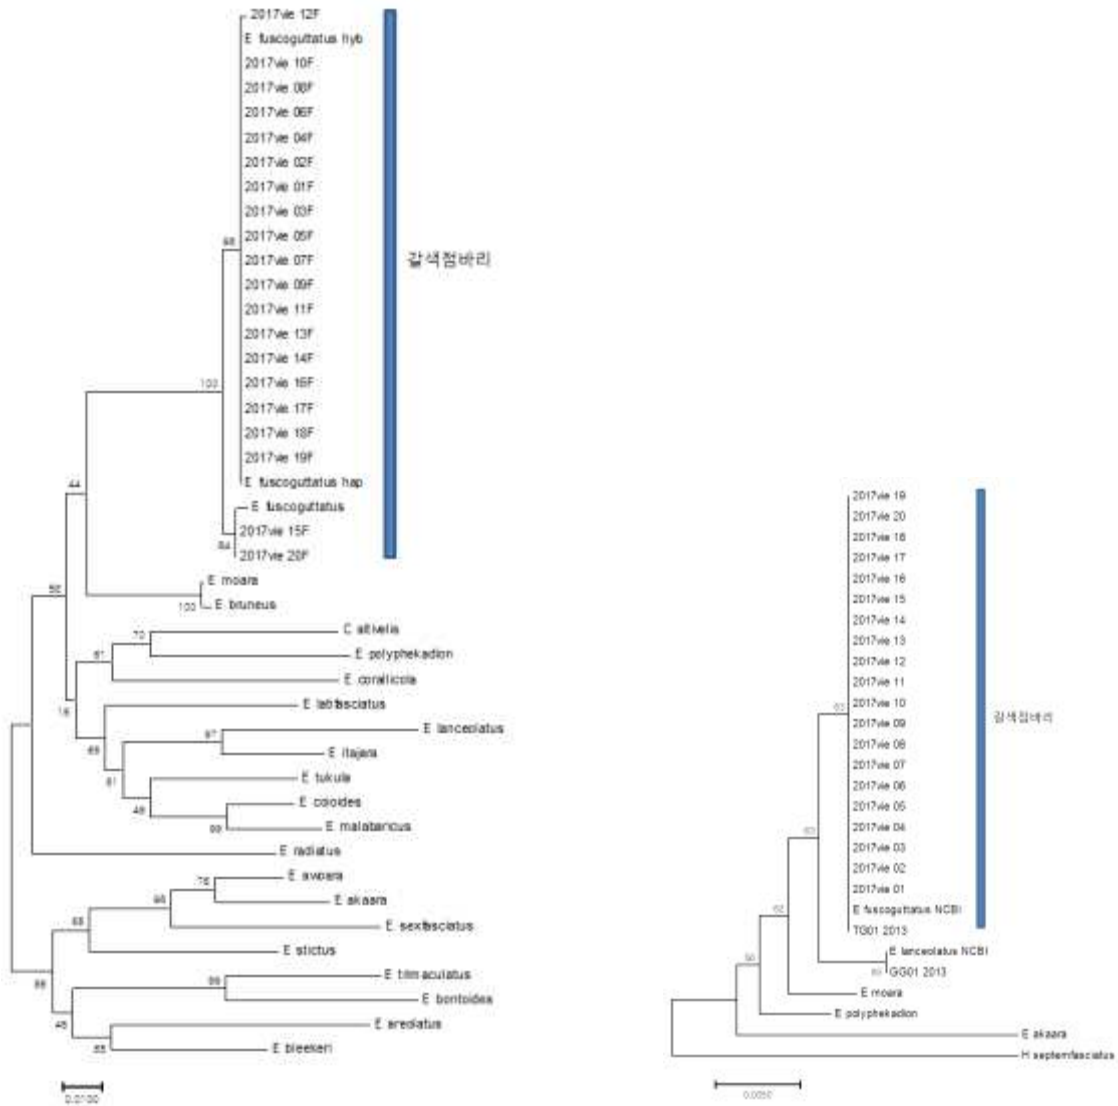 2017vie 12F
E fuscoguttatus hyb
2017vie 10F
2017vie 08F
2017vie 06F
2017vie 04F
2017vie 02F
2017vie 01F
2017vie 03F
2017vie 05F
98
2017vie 07F
갈색점바리
2017vie 09F
2017vie 11F
2017vie 13F
2017vie 14F
100
2017vie 16F
2017vie 17F
2017vie 18F
2017vie 19F
E fuscoguttatus hap
44
E fuscoguttatus
2017vie 15F
84
2017vie 20F
E moara
50
100
E bruneus
C altivelis
E polyphekadion
E corallicola
E latifasciatus
E lanceolatus
97
E itajara
E tukula
E coioides
E malabaricus
99
E radiatus
E awoara
76
E akaara
E sexfasciatus
E stictus
E trimaculatus
99
E bontoides
E areolatus
E bleekeri
55
0.0100
2017vie 19
2017vie 20
2017vie 18
2017vie 17
2017vie 16
2017vie 15
2017vie 14
2017vie 13
2017vie 12
2017vie 11
2017vie 10
2017vie 09
갈색점바리
2017vie 08
2017vie 07
2017vie 06
2017vie 05
2017vie 04
2017vie 03
2017vie 02
2017vie 01
E fuscoguttatus NCBI
62
TG01 2013
E lanceolatus NCBI
GG01 2013
E moara
E polyphekadion
E akaara
H septemfasciatus
0.0050